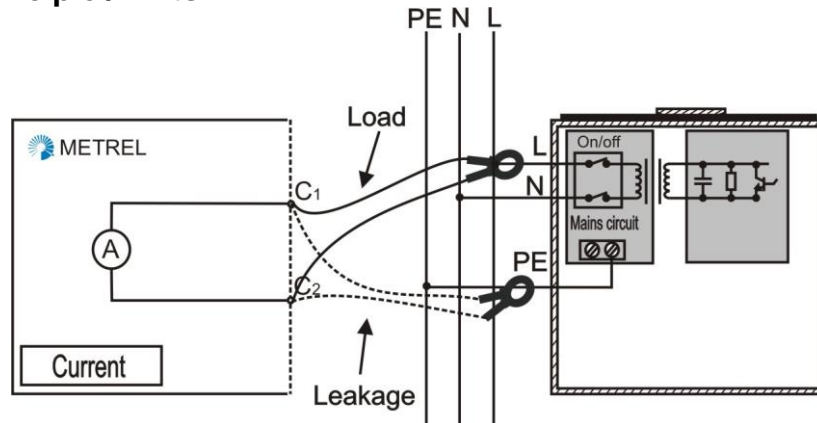 PE N L
Load
METREL
C1
L
On/off
N
A
Mains circuit
PE
C2
Current
Leakage